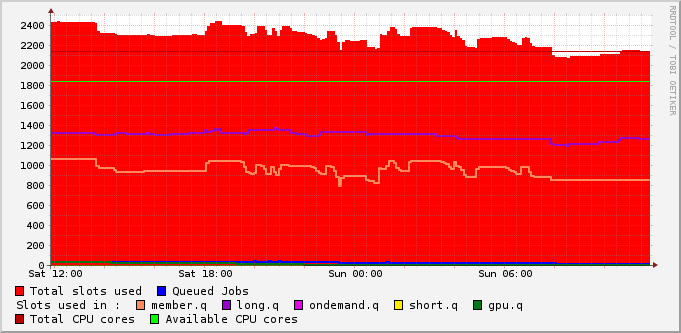 2400
2200
2000
1800
1600
1400
1200
1000
800
600
400
200
0
Sat 12:00 Sat 18:00 Sun 00:00 Sun 06:00
Total slots used Queued Jobs
Slots used in : member.q long.q ondemand.q short.q gpu.q
Total CPU cores Available CPU cores
RRDTOOL / TOBI OETIKER